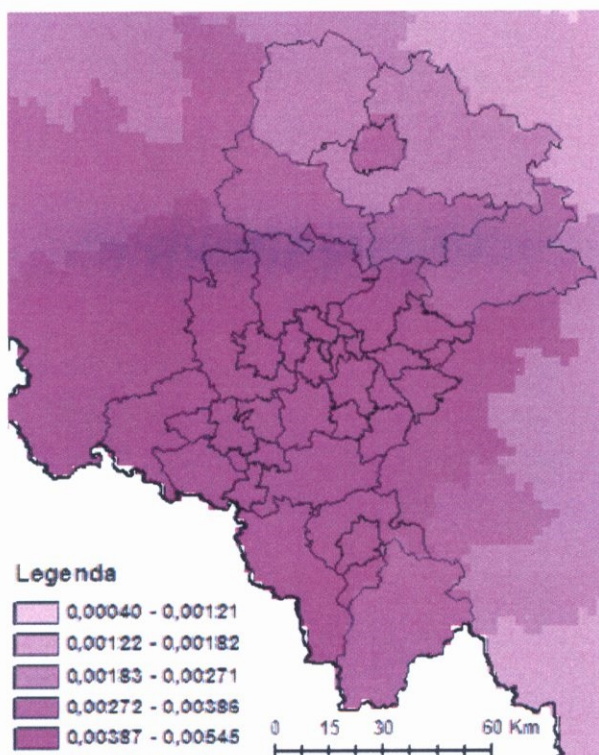 Legenda
0,00040 - 0,00121
0,00122 - 0,00182
0,00183 - 0,00271
0,00272 - 0,00386
0,00387 - 0,00545
0 15 30 60 Km